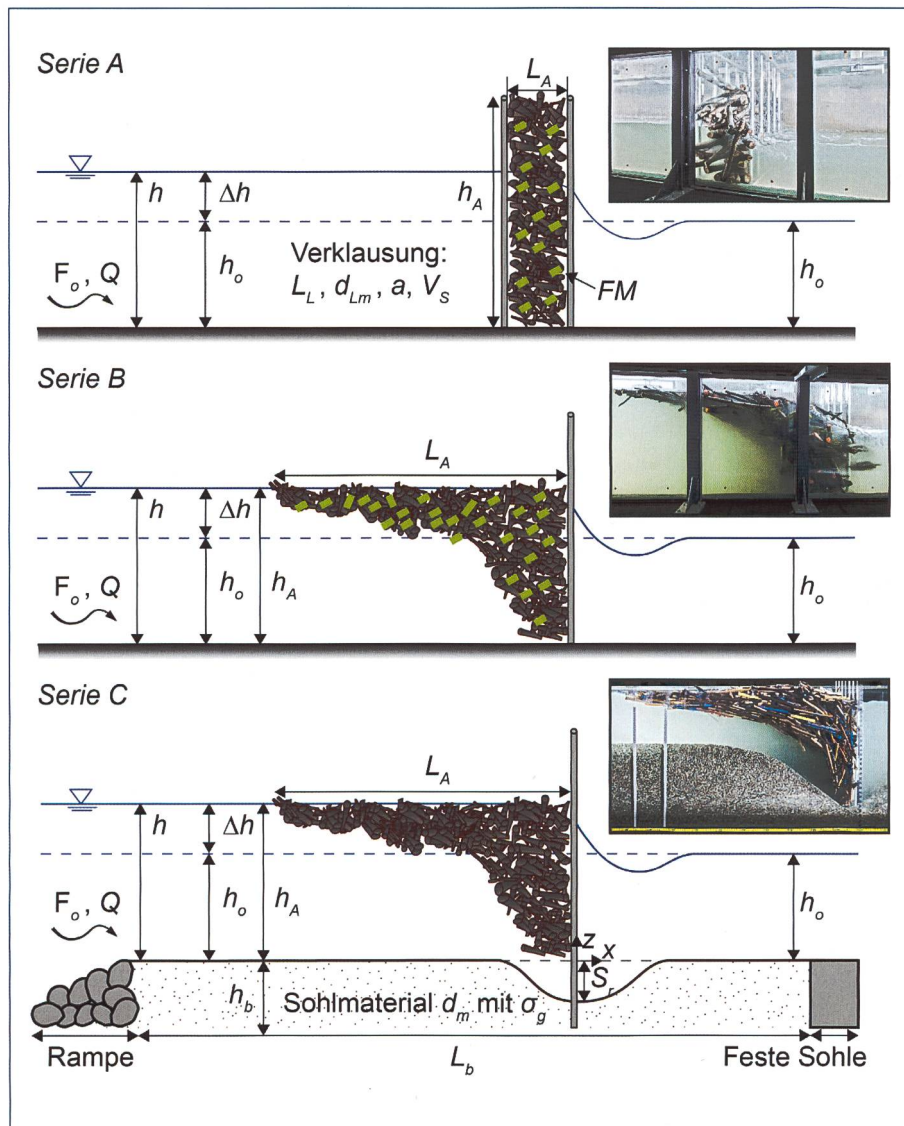 Serie A
L_A
h
Δh
h_A
F_o, Q
h_o
Verklausung:
L_L, d_Lm, a, V_S
FM
h_o
Serie B
L_A
h
Δh
F_o, Q
h_o
h_A
h_o
Serie C
L_A
h
Δh
F_o, Q
h_o
h_A
h_o
z
x
S_r
h_b
Sohlmaterial d_m mit σ_g
Rampe
L_b
Feste Sohle